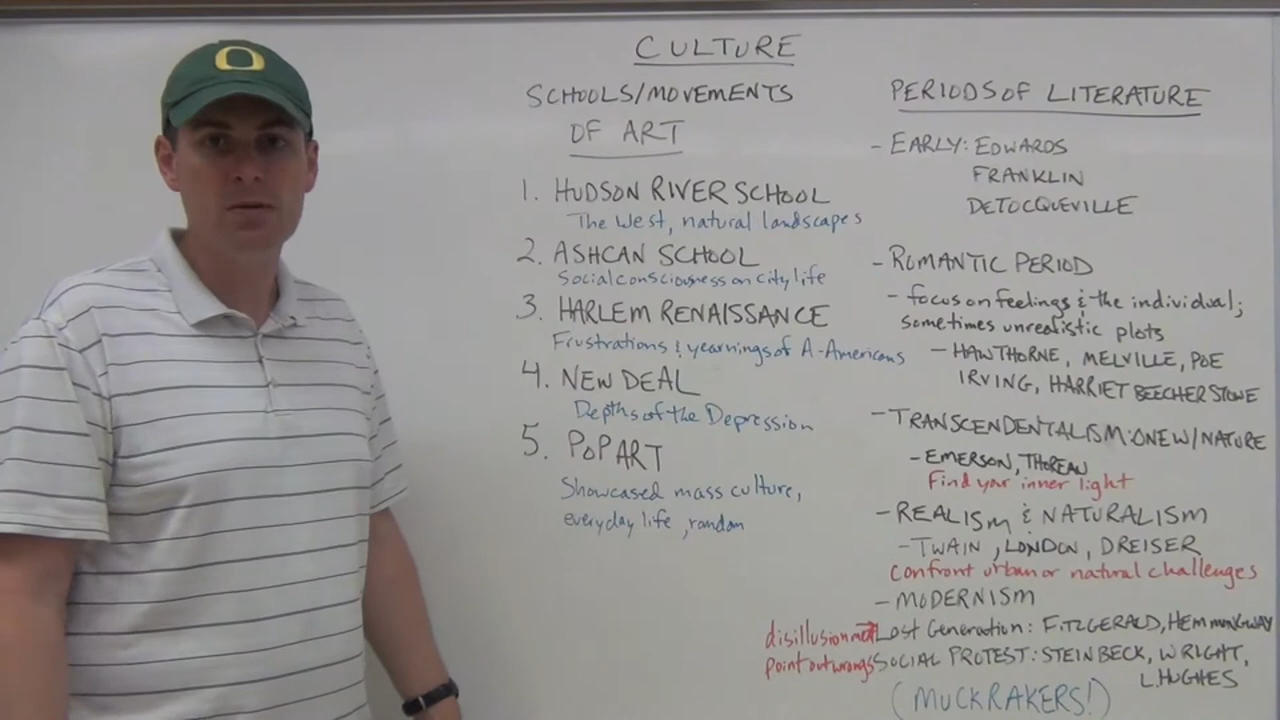 O
CULTURE
SCHOOLS/MOVEMENTS
OF ART
1. HUDSON RIVER SCHOOL
The West, natural landscapes
2. ASHCAN SCHOOL
Social consciousness on city life
3. HARLEM RENAISSANCE
Frustrations & yearnings of A-Americans
4. NEW DEAL
Depths of the Depression
5. POP ART
Showcased mass culture,
everyday life, random
PERIODS OF LITERATURE
- EARLY: EDWARDS
FRANKLIN
DETOCQUEVILLE
- ROMANTIC PERIOD
- focus on feelings & the individual;
sometimes unrealistic plots
- HAWTHORNE, MELVILLE, POE
IRVING, HARRIET BEECHER STOWE
- TRANSCENDENTALISM: ONE W/NATURE
- EMERSON, THOREAU
Find your inner light
- REALISM & NATURALISM
- TWAIN, LONDON, DREISER
Confront urban or natural challenges
- MODERNISM
disillusionment Lost Generation: FITZGERALD, HEMMINGWAY
point out wrongs SOCIAL PROTEST: STEINBECK, WRIGHT,
L.HUGHES
(MUCKRAKERS!)